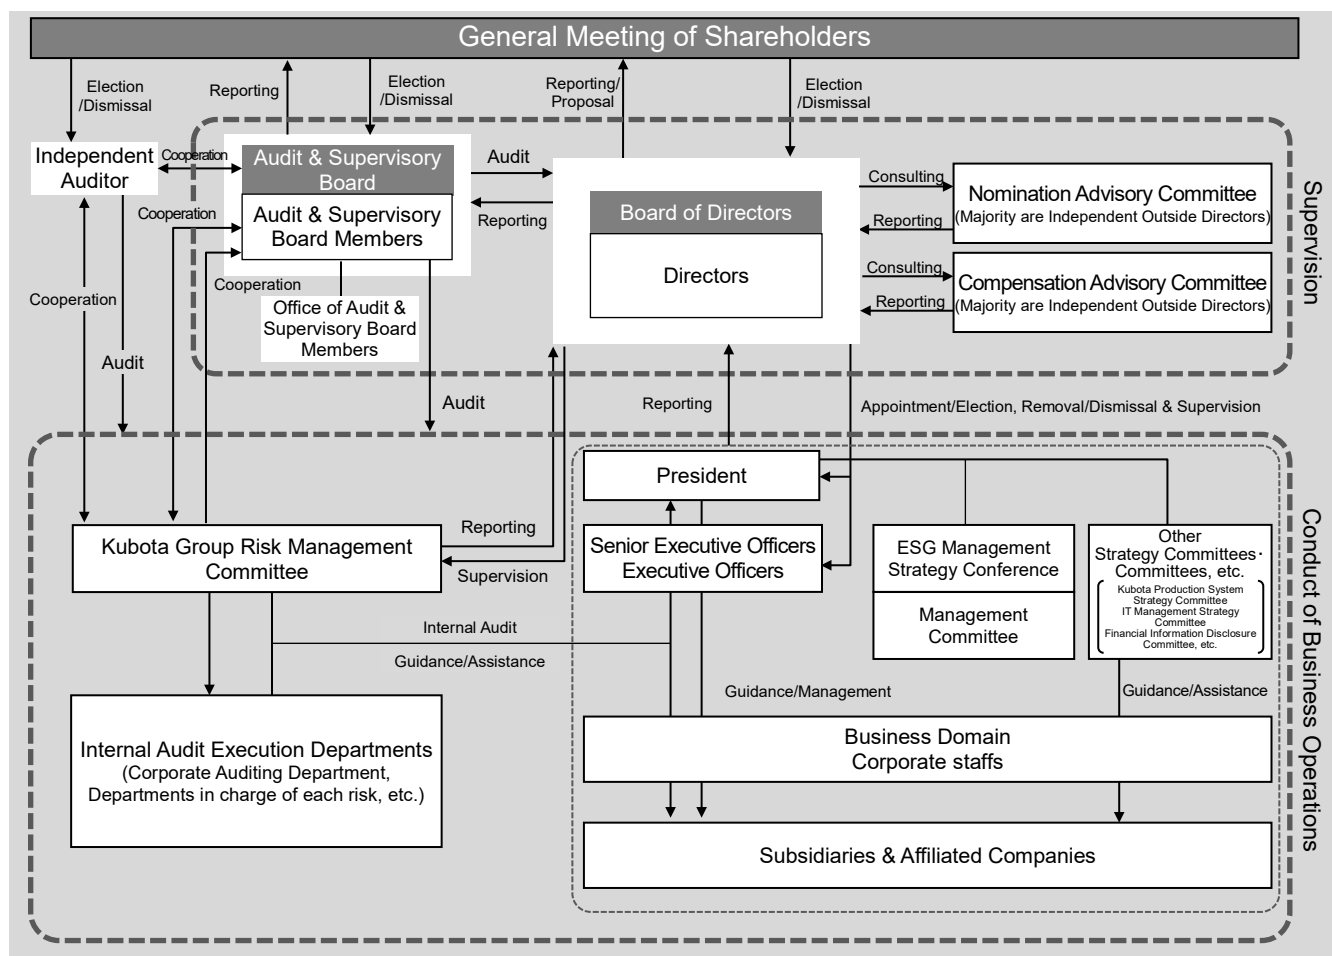 General Meeting of Shareholders
Election
/Dismissal
Reporting
Election
/Dismissal
Reporting/
Proposal
Election
/Dismissal
Independent
Auditor
Cooperation
Audit & Supervisory
Board
Audit & Supervisory
Board Members
Cooperation
Cooperation
Office of Audit &
Supervisory Board
Members
Audit
Reporting
Board of Directors
Directors
Consulting
Reporting
Nomination Advisory Committee
(Majority are Independent Outside Directors)
Consulting
Reporting
Compensation Advisory Committee
(Majority are Independent Outside Directors)
Supervision
Cooperation
Audit
Audit
Reporting
Appointment/Election, Removal/Dismissal & Supervision
President
Kubota Group Risk Management
Committee
Reporting
Supervision
Senior Executive Officers
Executive Officers
ESG Management
Strategy Conference
Management
Committee
Other
Strategy Committees·
Committees, etc.
Kubota Production System
Strategy Committee
IT Management Strategy
Committee
Financial Information Disclosure
Committee, etc.
Internal Audit
Guidance/Assistance
Guidance/Management
Guidance/Assistance
Internal Audit Execution Departments
(Corporate Auditing Department,
Departments in charge of each risk, etc.)
Business Domain
Corporate staffs
Subsidiaries & Affiliated Companies
Conduct of Business Operations